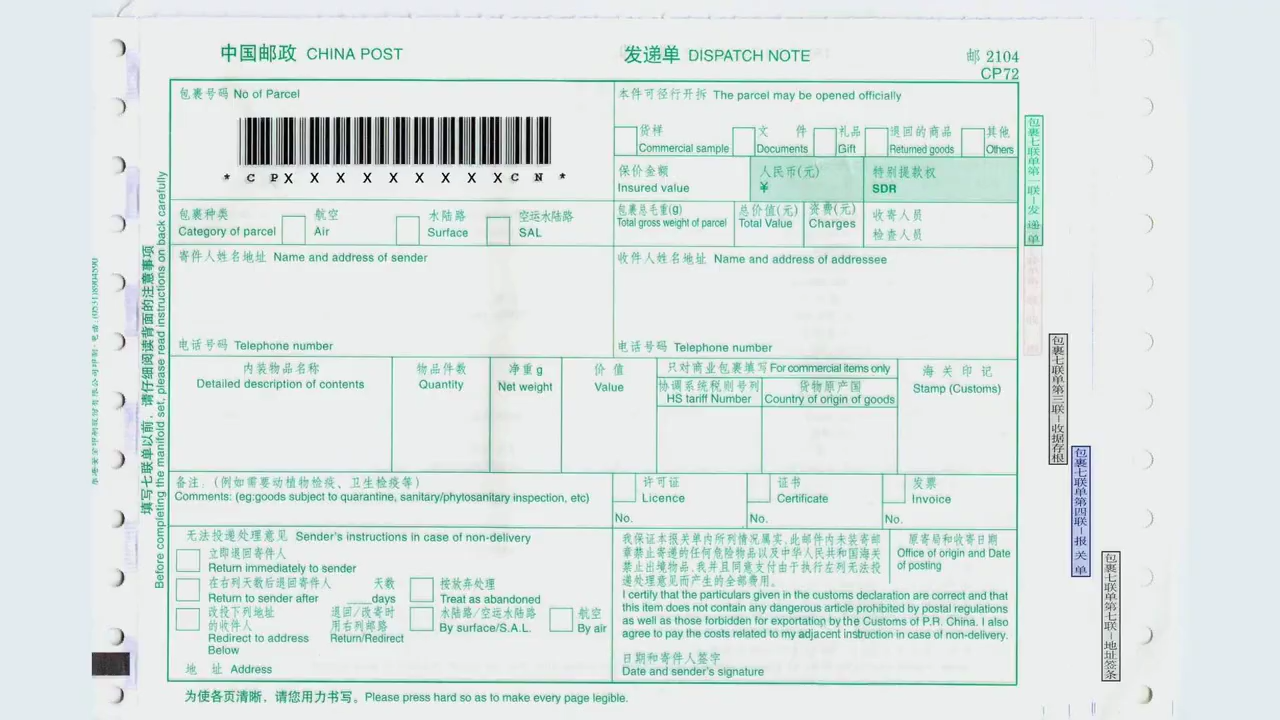 中国邮政 CHINA POST
发递单 DISPATCH NOTE
邮 2104
CP72
包裹号码 No of Parcel
* C P X X X X X X X X X C N *
本件可径行开拆 The parcel may be opened officially
货样
Commercial sample
文 件
Documents
礼品
Gift
退回的商品
Returned goods
其他
Others
保价金额
Insured value
人民币(元)
¥
特别提款权
SDR
包裹种类
Category of parcel
航空
Air
水陆路
Surface
空运水陆路
SAL
包裹总毛重(g)
Total gross weight of parcel
总价值(元)
Total Value
资费(元)
Charges
收寄人员
检查人员
寄件人姓名地址 Name and address of sender
电话号码 Telephone number
收件人姓名地址 Name and address of addressee
电话号码 Telephone number
内装物品名称
Detailed description of contents
物品件数
Quantity
净重 g
Net weight
价 值
Value
只对商业包裹填写 For commercial items only
协调系统税则号列
HS tariff Number
货物原产国
Country of origin of goods
海 关 印 记
Stamp (Customs)
备注：(例如需要动植物检疫、卫生检疫等)
Comments: (eg:goods subject to quarantine, sanitary/phytosanitary inspection, etc)
许可证
Licence
No.
证书
Certificate
No.
发票
Invoice
No.
无法投递处理意见 Sender's instructions in case of non-delivery
立即退回寄件人
Return immediately to sender
在右列天数后退回寄件人 天数
Return to sender after ____days
按放弃处理
Treat as abandoned
改投下列地址
的收件人
Redirect to address
Below
退回/改寄时
用右列邮路
Return/Redirect
水陆路/空运水陆路
By surface/S.A.L.
航空
By air
地 址 Address
我保证本报关单内所列情况属实，此邮件内未装寄邮
章禁止寄递的任何危险物品以及中华人民共和国海关
禁止出境物品，我并且同意支付由于执行左列无法投
递处理意见而产生的全部费用。
I certify that the particulars given in the customs declaration are correct and that
this item does not contain any dangerous article prohibited by postal regulations
as well as those forbidden for exportation by the Customs of P.R. China. I also
agree to pay the costs related to my adjacent instruction in case of non-delivery.
原寄局和收寄日期
Office of origin and Date
of posting
日期和寄件人签字
Date and sender's signature
为使各页清晰，请您用力书写。Please press hard so as to make every page legible.
填写七联单以前，请仔细阅读背面的注意事项
Before completing the manifold set, please read instructions on back carefully
包裹七联单第一联－发递单
包裹七联单第三联－收据存根
包裹七联单第四联－报关单
包裹七联单第七联－地址签条